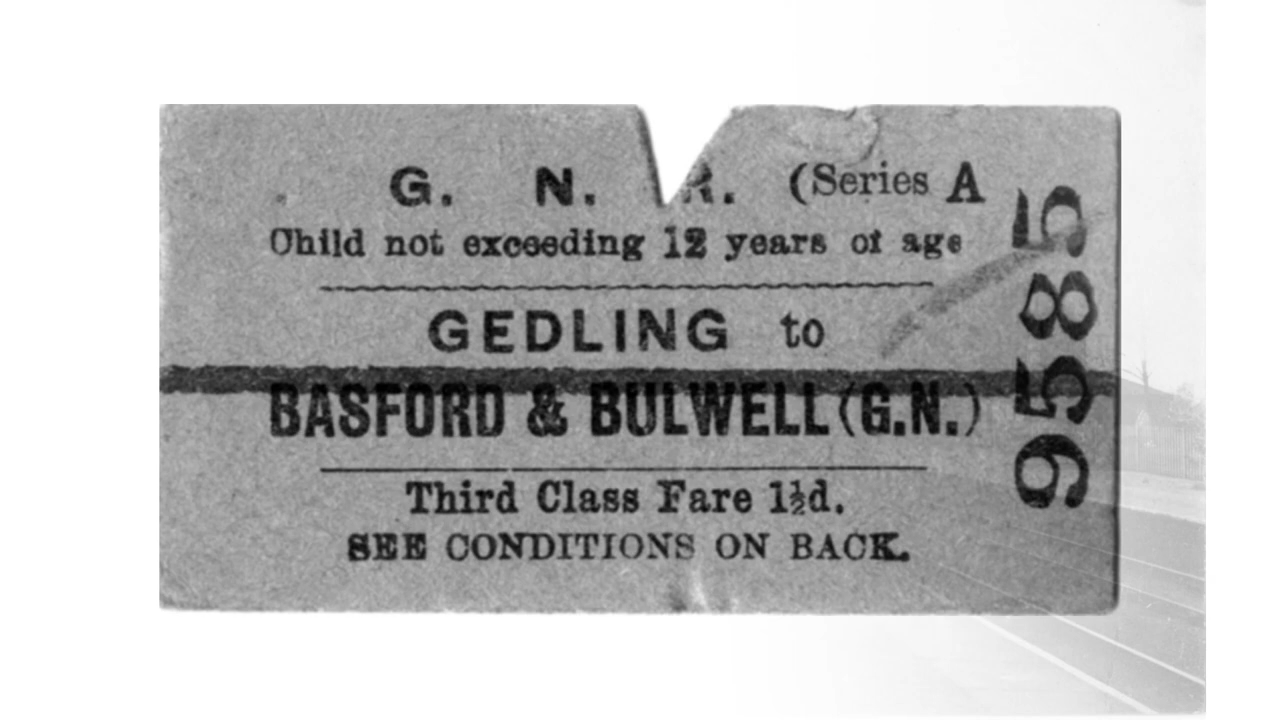 G. N. R. (Series A
Child not exceeding 12 years of age
GEDLING to
BASFORD & BULWELL (G.N.)
Third Class Fare 1½d.
SEE CONDITIONS ON BACK.
9585